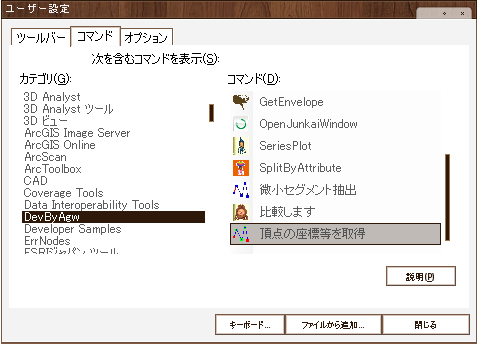 ユーザー設定
ツールバー コマンド オプション
次を含むコマンドを表示(S):
カテゴリ(G):
3D Analyst
3D Analyst ツール
3D ビュー
ArcGIS Image Server
ArcGIS Online
ArcScan
ArcToolbox
CAD
Coverage Tools
Data Interoperability Tools
DevByAgw
Developer Samples
ErrNodes
ESRIジャパン ツール
コマンド(D):
GetEnvelope
OpenJunkaiWindow
SeriesPlot
SplitByAttribute
微小セグメント抽出
比較します
頂点の座標等を取得
説明(P)
キーボード...
ファイルから追加...
閉じる